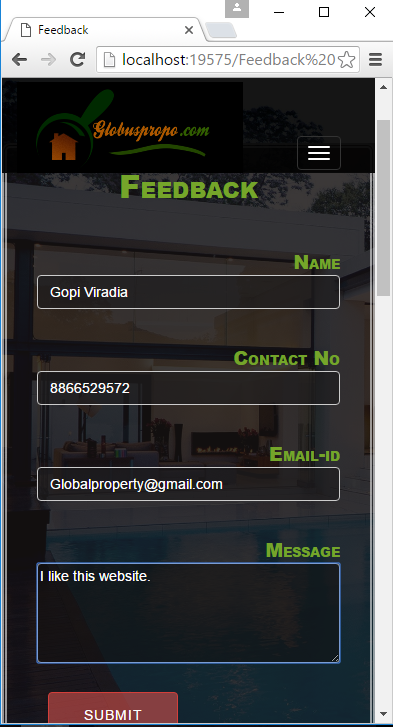 Feedback
localhost:19575/Feedback%20
Globuspropo.com
Feedback
Name
Gopi Viradia
Contact No
8866529572
Email-id
Globalproperty@gmail.com
Message
I like this website.
SUBMIT